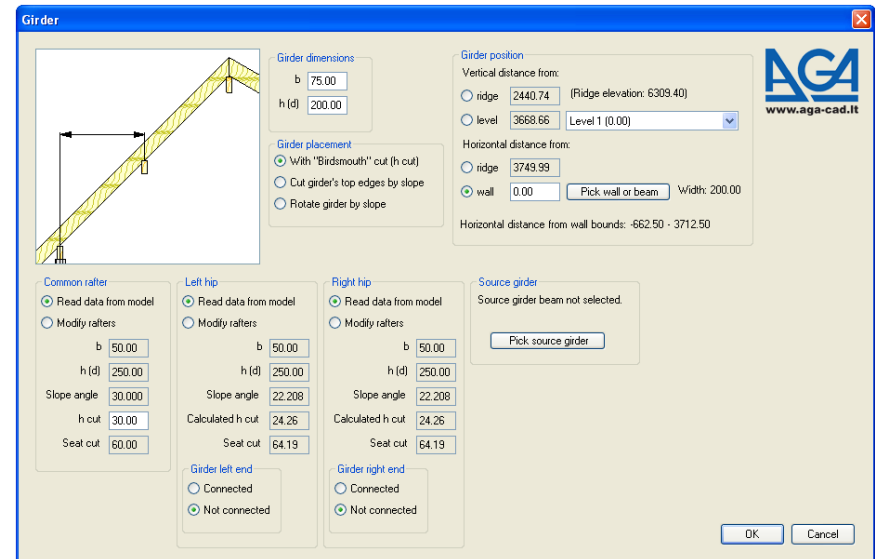 Girder
Girder dimensions
b 75.00
h (d) 200.00
Girder placement
With "Birdsmouth" cut (h cut)
Cut girder's top edges by slope
Rotate girder by slope
Girder position
Vertical distance from:
ridge 2440.74 (Ridge elevation: 6309.40)
level 3668.66 Level 1 (0.00)
Horizontal distance from:
ridge 3749.99
wall 0.00 Pick wall or beam Width: 200.00
Horizontal distance from wall bounds: -662.50 - 3712.50
AGA
www.aga-cad.lt
Common rafter
Read data from model
Modify rafters
b 50.00
h (d) 250.00
Slope angle 30.000
h cut 30.00
Seat cut 60.00
Left hip
Read data from model
Modify rafters
b 50.00
h (d) 250.00
Slope angle 22.208
Calculated h cut 24.26
Seat cut 64.19
Girder left end
Connected
Not connected
Right hip
Read data from model
Modify rafters
b 50.00
h (d) 250.00
Slope angle 22.208
Calculated h cut 24.26
Seat cut 64.19
Girder right end
Connected
Not connected
Source girder
Source girder beam not selected.
Pick source girder
OK Cancel